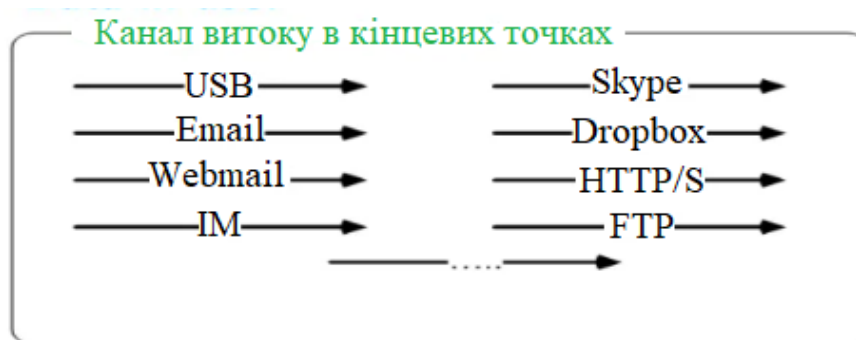 Канал витоку в кінцевих точках
USB
Skype
Email
Dropbox
Webmail
HTTP/S
IM
FTP
.....